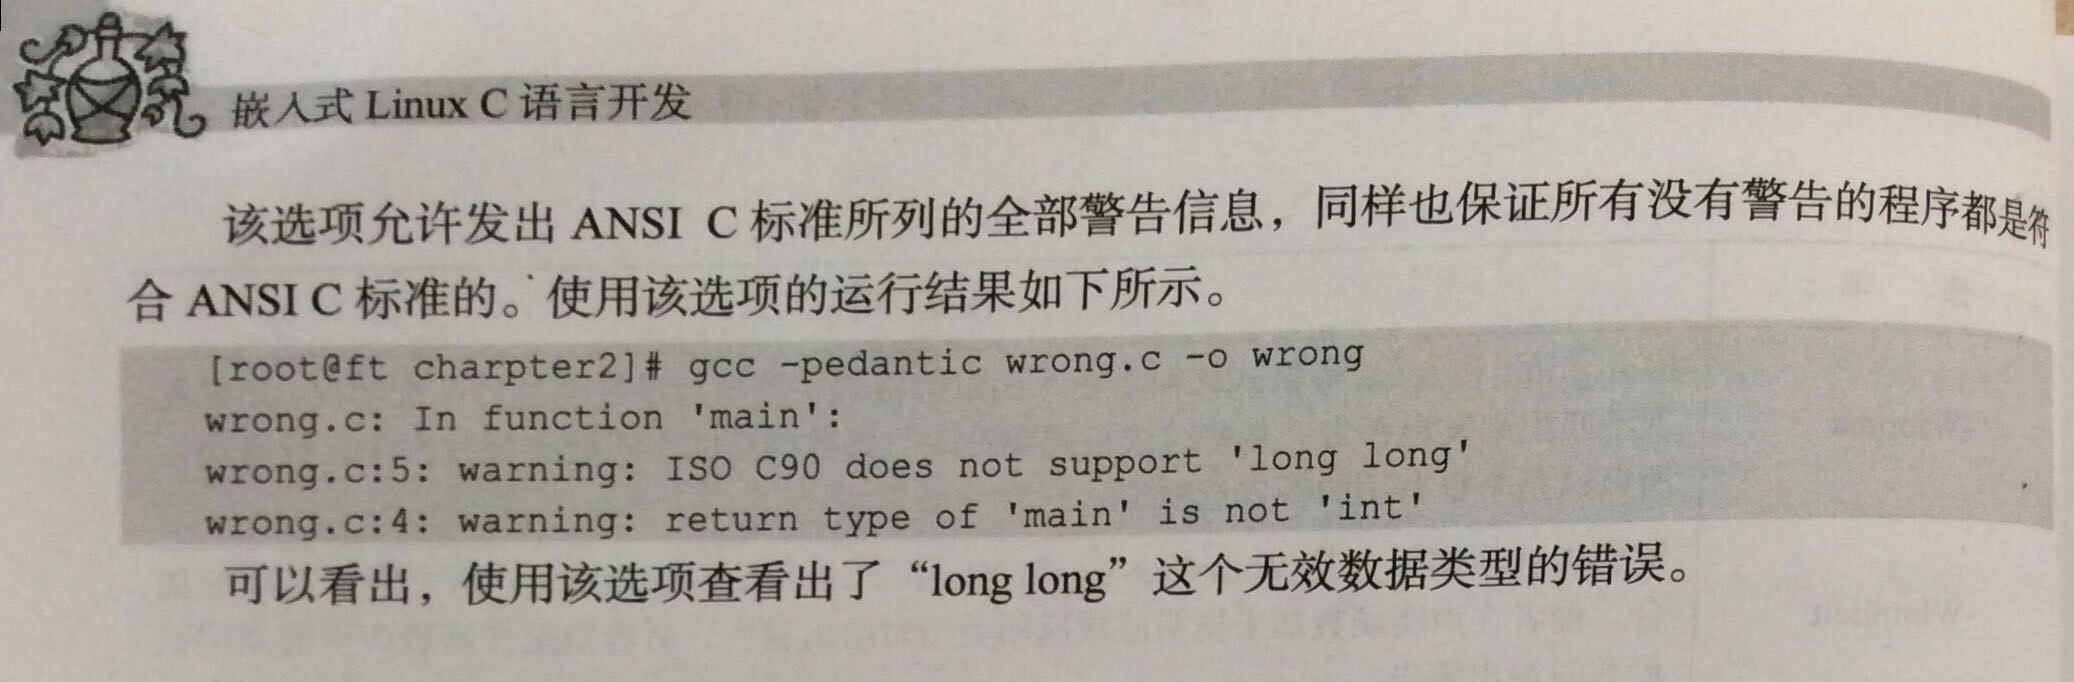 嵌入式 Linux C 语言开发
该选项允许发出 ANSI C 标准所列的全部警告信息，同样也保证所有没有警告的程序都是符
合 ANSI C 标准的。使用该选项的运行结果如下所示。
[root@ft charpter2]# gcc -pedantic wrong.c -o wrong
wrong.c: In function 'main':
wrong.c:5: warning: ISO C90 does not support 'long long'
wrong.c:4: warning: return type of 'main' is not 'int'
可以看出，使用该选项查看出了“long long”这个无效数据类型的错误。